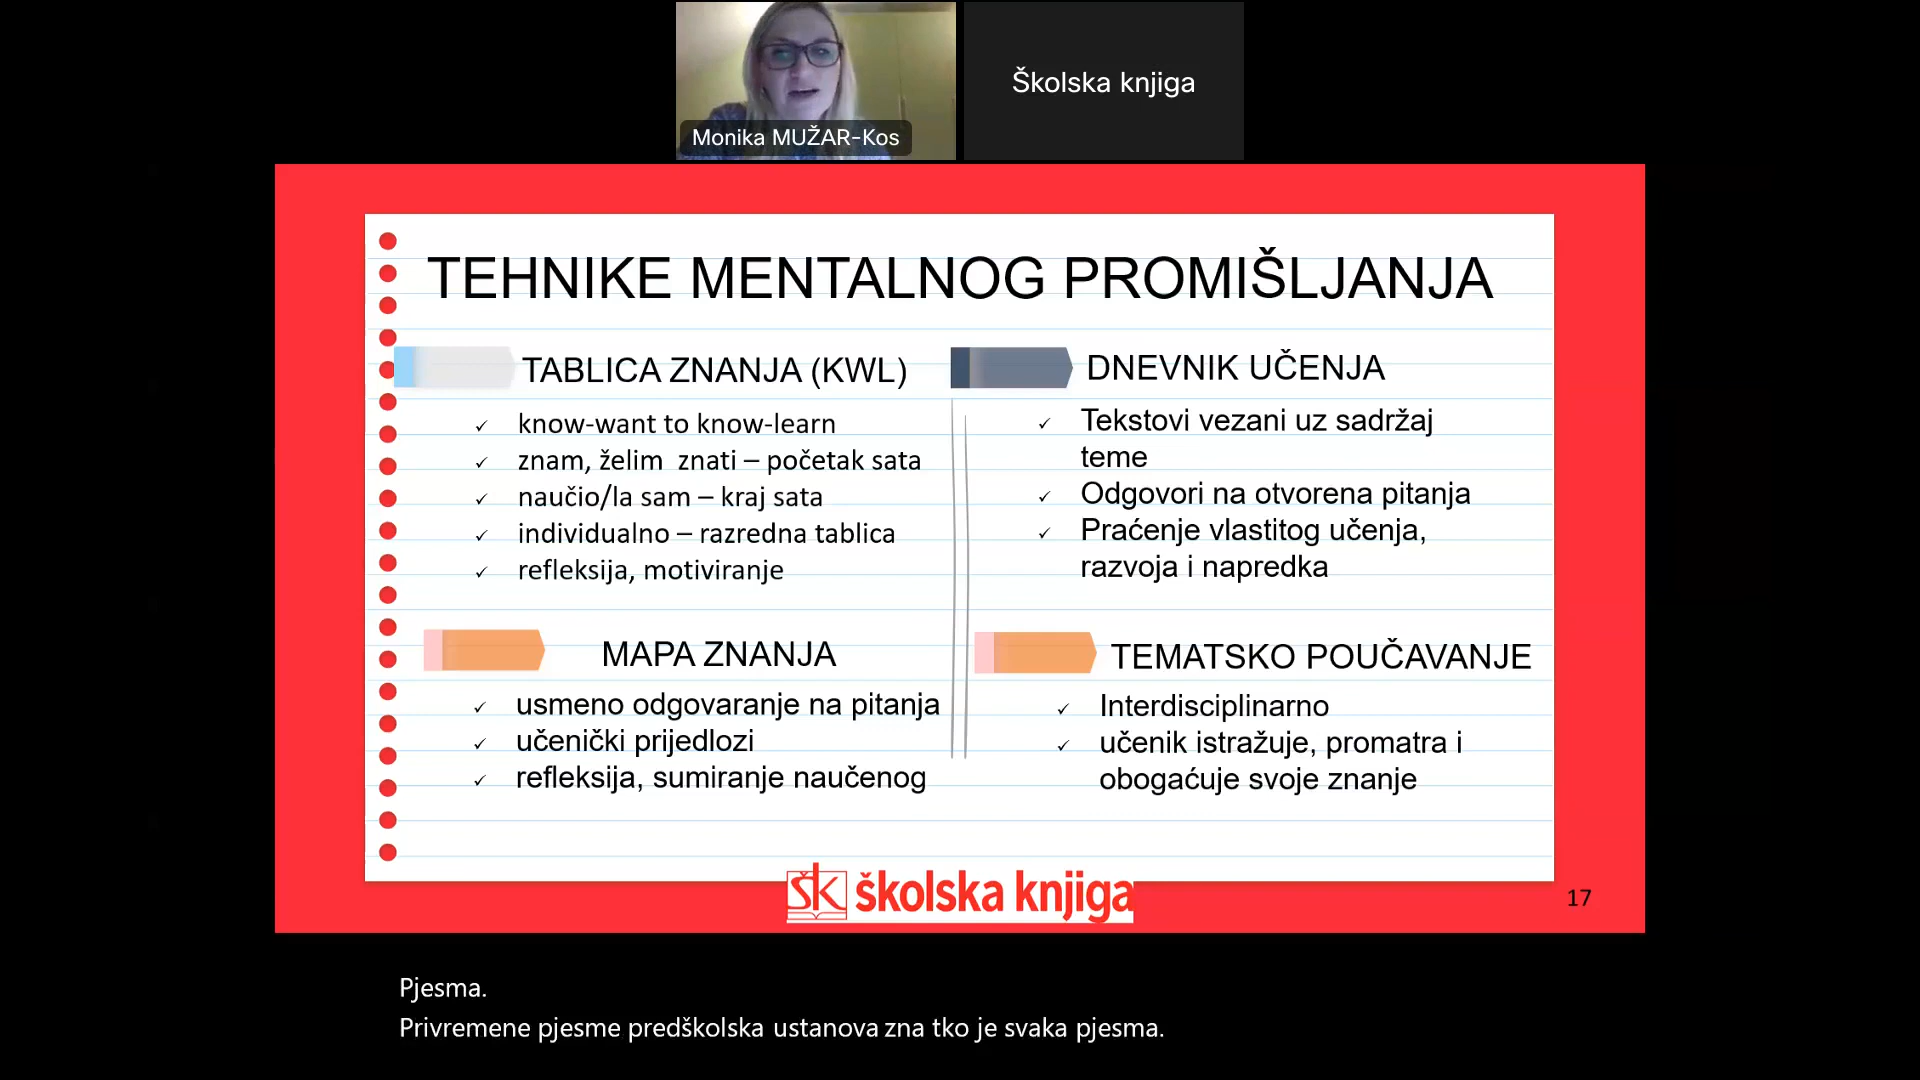 Monika MUŽAR-Kos
Školska knjiga
TEHNIKE MENTALNOG PROMIŠLJANJA
TABLICA ZNANJA (KWL)
✓ know-want to know-learn
✓ znam, želim znati – početak sata
✓ naučio/la sam – kraj sata
✓ individualno – razredna tablica
✓ refleksija, motiviranje
DNEVNIK UČENJA
✓ Tekstovi vezani uz sadržaj
teme
✓ Odgovori na otvorena pitanja
✓ Praćenje vlastitog učenja,
razvoja i napredka
MAPA ZNANJA
✓ usmeno odgovaranje na pitanja
✓ učenički prijedlozi
✓ refleksija, sumiranje naučenog
TEMATSKO POUČAVANJE
✓ Interdisciplinarno
✓ učenik istražuje, promatra i
obogaćuje svoje znanje
ŠK školska knjiga
17
Pjesma.
Privremene pjesme predškolska ustanova zna tko je svaka pjesma.